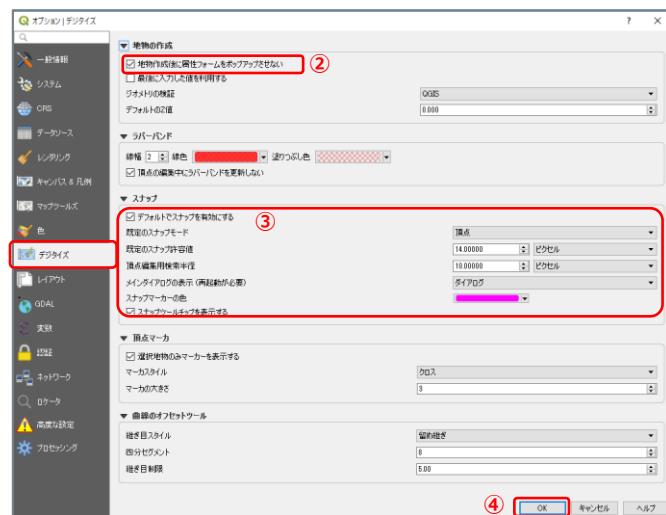 オプション | デジタイズ
一般情報
システム
CRS
データソース
レンダリング
キャンバス & 凡例
マップツールズ
色
デジタイズ
レイアウト
GDAL
変数
認証
ネットワーク
ロケータ
高度な設定
プロセッシング
▼ 地物の作成
地物作成後に属性フォームをポップアップさせない
②
最後に入力した値を利用する
ジオメトリの検証 QGIS
デフォルトのZ値 0.000
▼ ラバーバンド
線幅 2 線色 塗りつぶし色
頂点の編集中にラバーバンドを更新しない
▼ スナップ
デフォルトでスナップを有効にする
③
既定のスナップモード 頂点
既定のスナップ許容値 14.00000 ピクセル
頂点編集用検索半径 10.00000 ピクセル
メインダイアログの表示 (再起動が必要) ダイアログ
スナップマーカーの色
スナップツールチップを表示する
▼ 頂点マーカ
選択地物のみマーカーを表示する
マーカスタイル クロス
マーカの大きさ 3
▼ 曲線のオフセットツール
継ぎ目スタイル 留め継ぎ
四分セグメント 8
継ぎ目制限 5.00
④
OK キャンセル ヘルプ